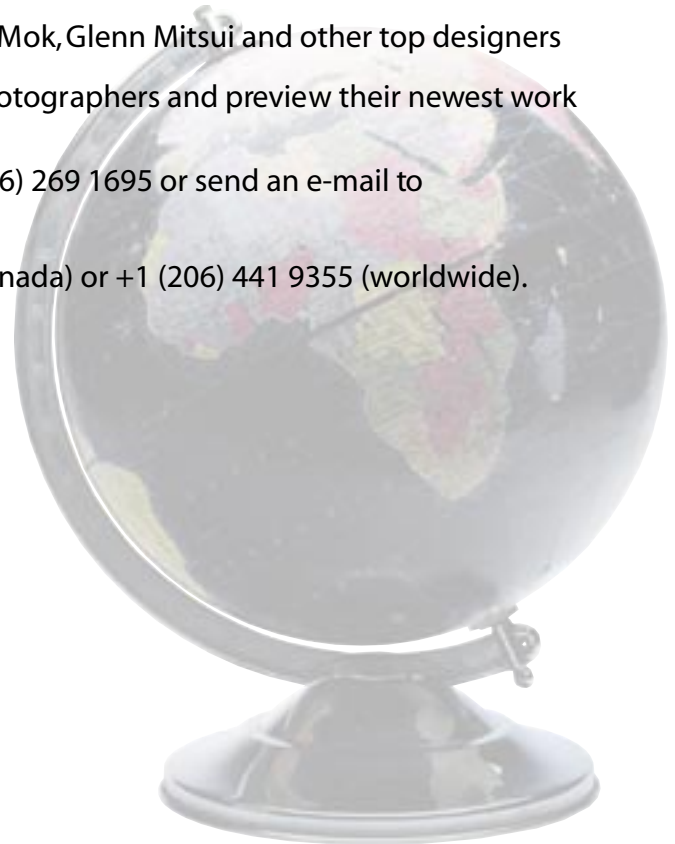 Mok, Glenn Mitsui and other top designers
otographers and preview their newest work
6) 269 1695 or send an e-mail to
nada) or +1 (206) 441 9355 (worldwide).